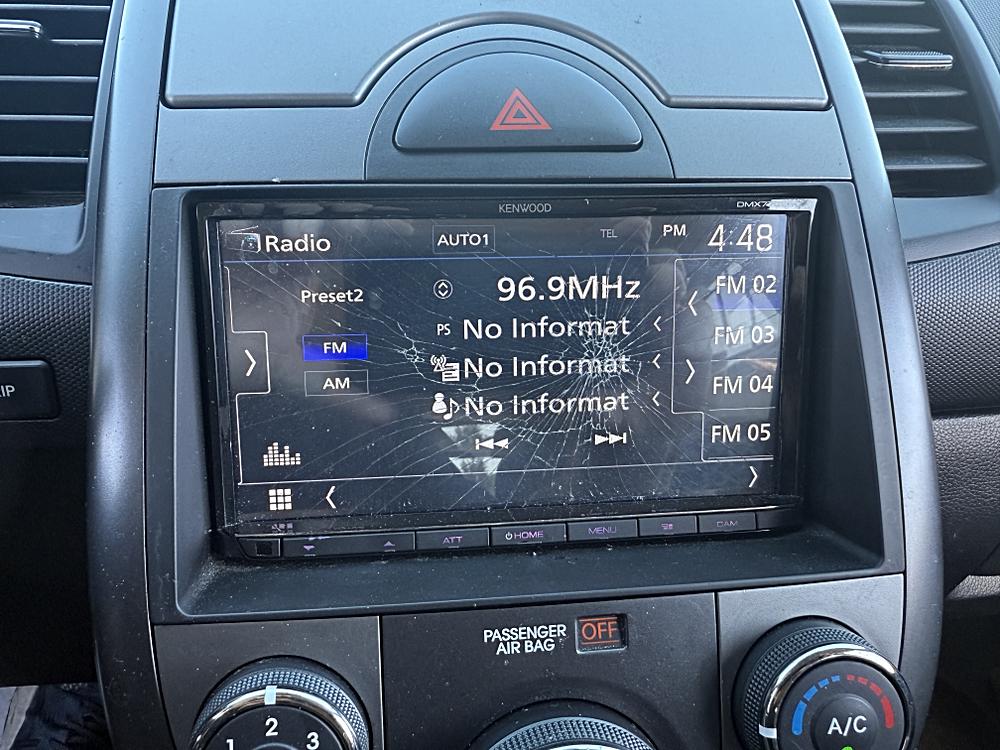 KENWOOD
Radio AUTO1 TEL PM 4:48
Preset2 96.9MHz FM 02
PS No Informat FM 03
FM No Informat
AM FM 04
No Informat
FM 05
ATT HOME MENU CAM
PASSENGER OFF
AIR BAG
1 2 3
A/C